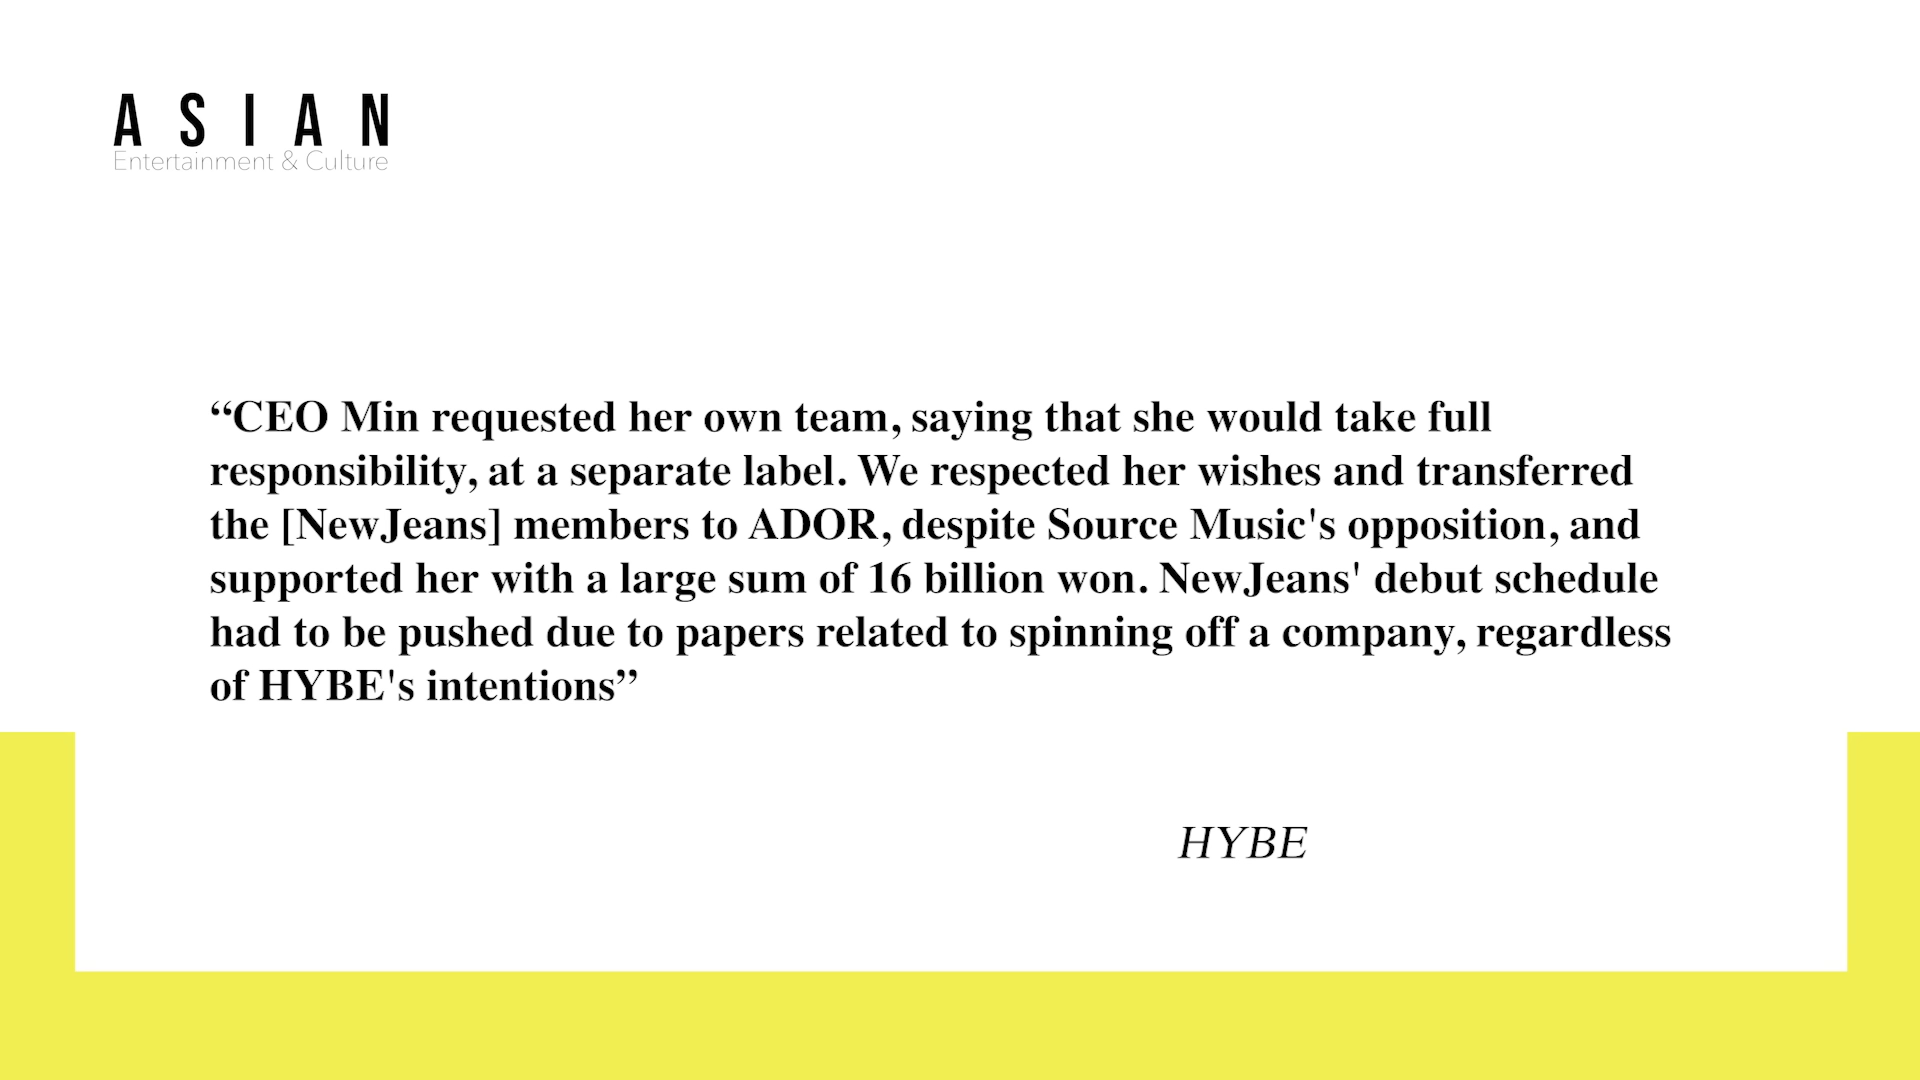 ASIAN
Entertainment & Culture
“CEO Min requested her own team, saying that she would take full
responsibility, at a separate label. We respected her wishes and transferred
the [NewJeans] members to ADOR, despite Source Music's opposition, and
supported her with a large sum of 16 billion won. NewJeans' debut schedule
had to be pushed due to papers related to spinning off a company, regardless
of HYBE's intentions”
HYBE